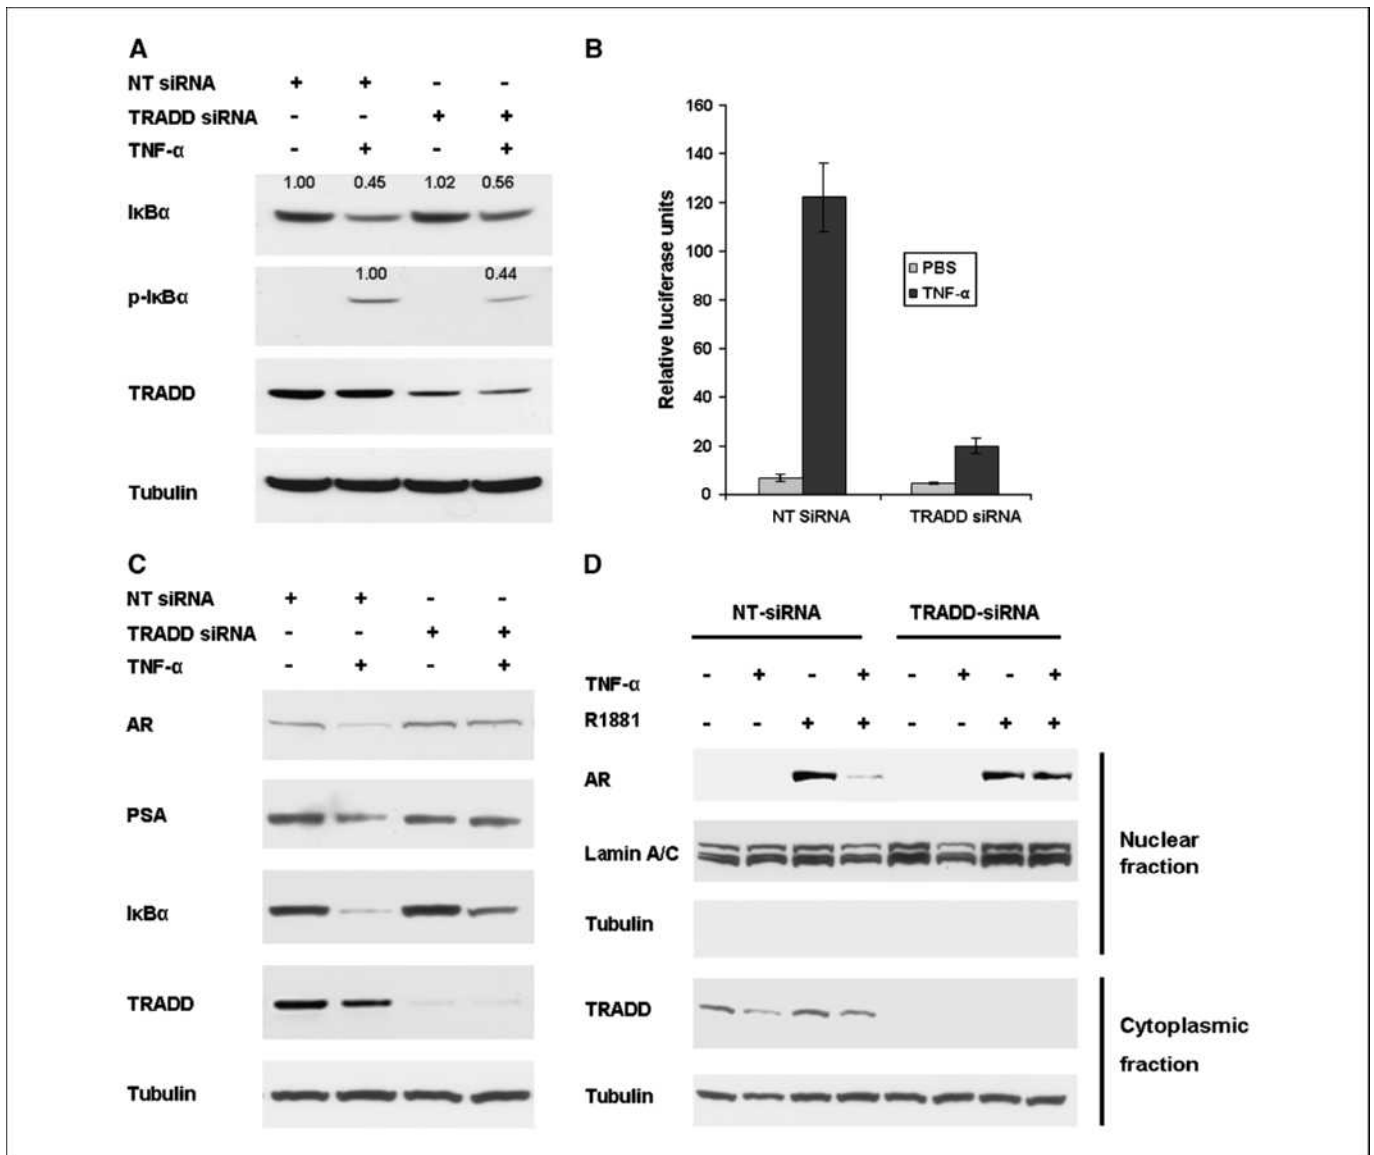 A
NT siRNA + + - -
TRADD siRNA - - + +
TNF-α - + - +
1.00 0.45 1.02 0.56
IκBα
1.00 0.44
p-IκBα
TRADD
Tubulin
B
160
140
120
100
80
60
40
20
0
Relative luciferase units
PBS
TNF-α
NT SiRNA TRADD siRNA
C
NT siRNA + + - -
TRADD siRNA - - + +
TNF-α - + - +
AR
PSA
IκBα
TRADD
Tubulin
D
NT-siRNA TRADD-siRNA
TNF-α - + - + - + - +
R1881 - - + + - - + +
AR
Lamin A/C
Tubulin
Nuclear
fraction
TRADD
Tubulin
Cytoplasmic
fraction